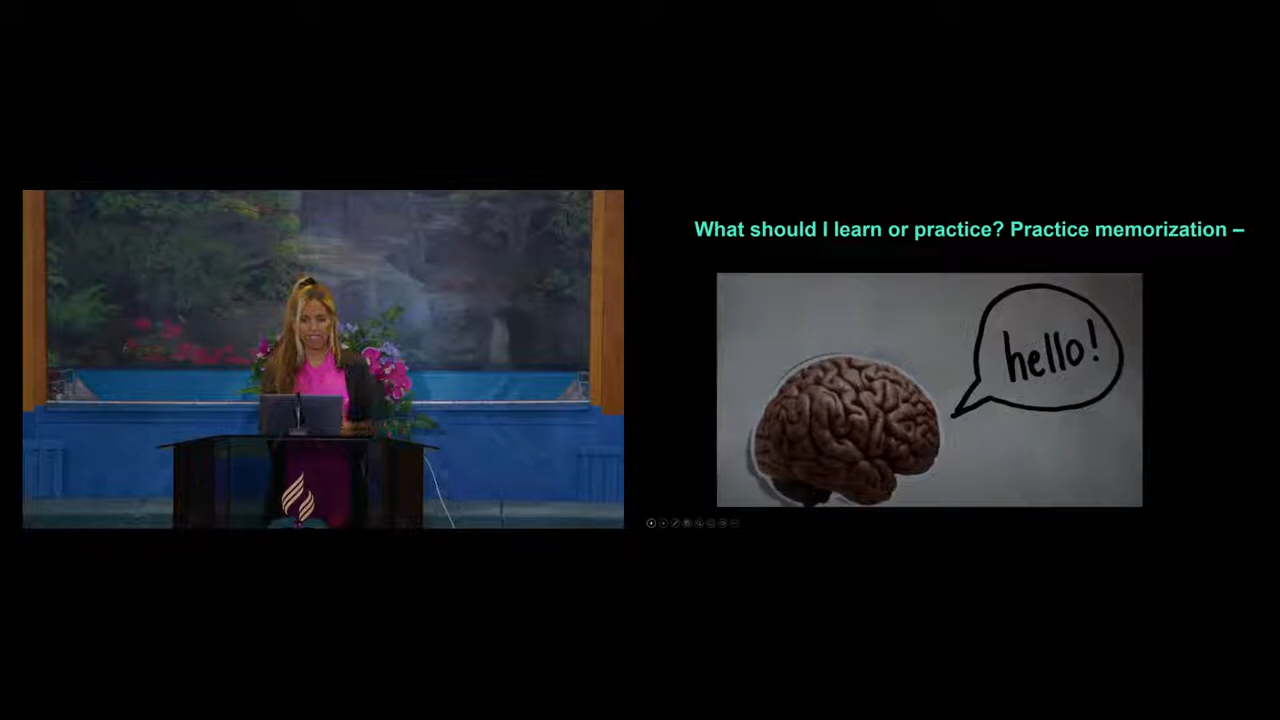 What should I learn or practice? Practice memorization –
hello!